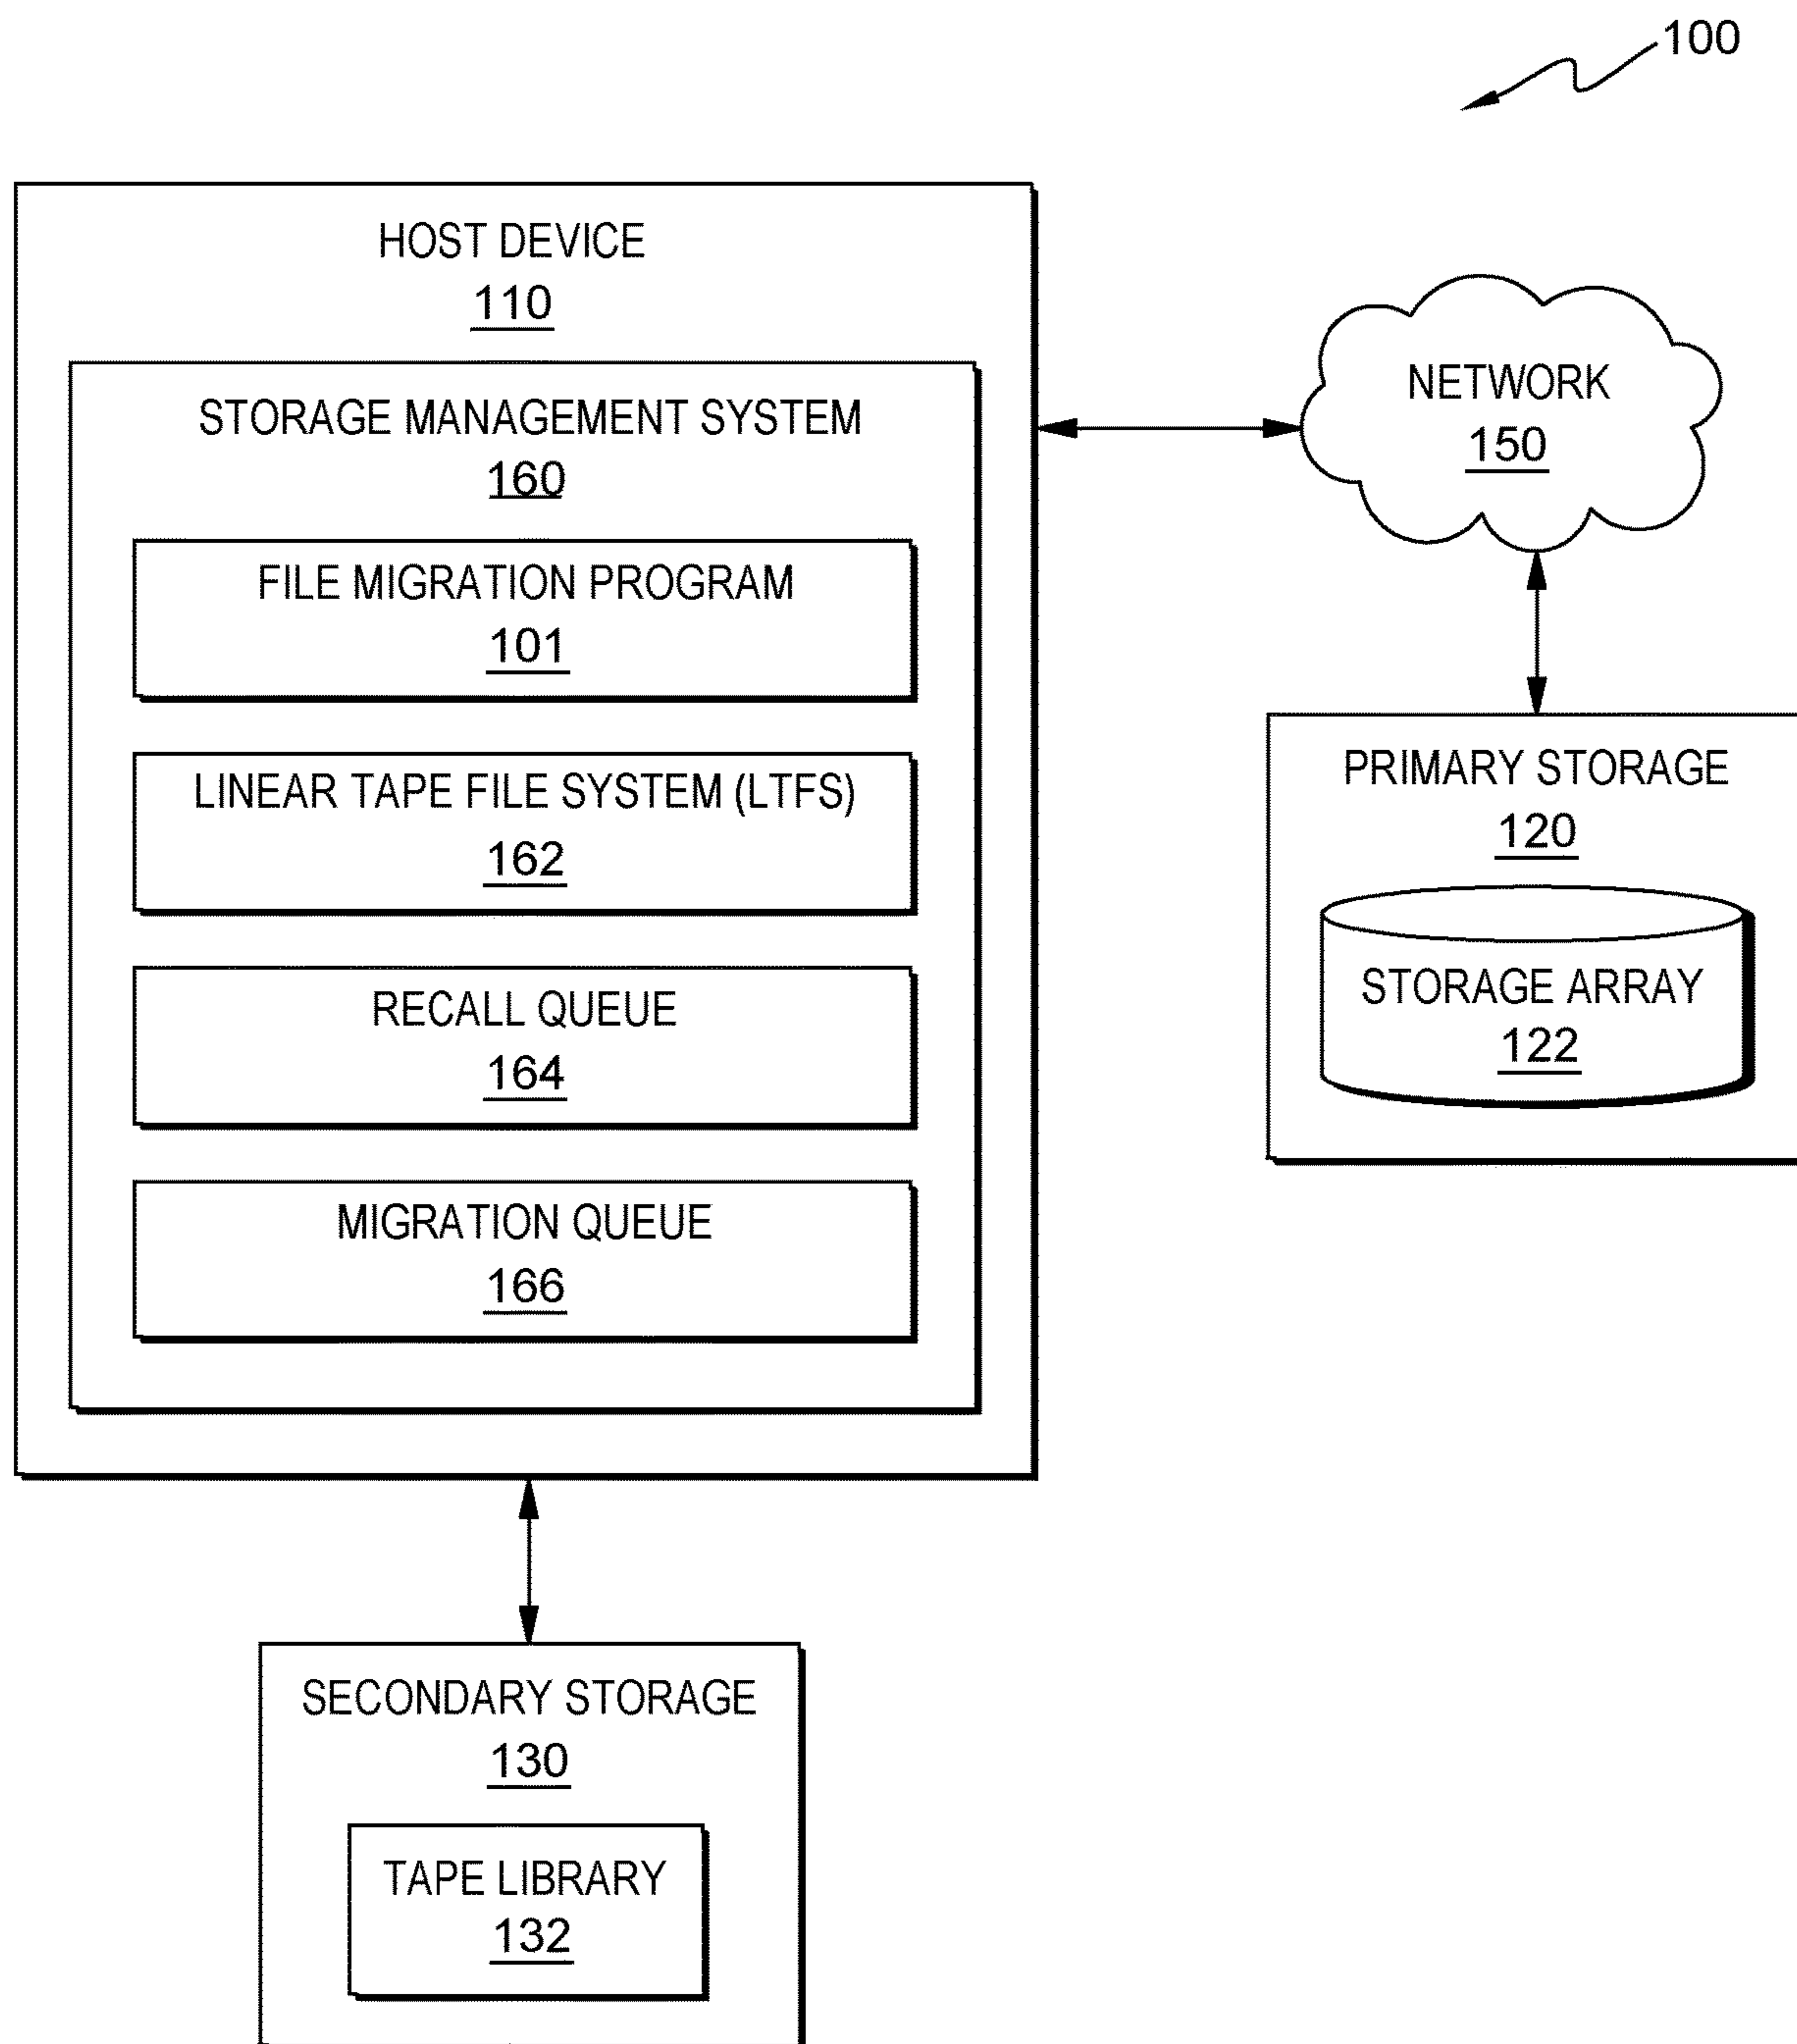 100
HOST DEVICE
110
STORAGE MANAGEMENT SYSTEM
160
FILE MIGRATION PROGRAM
101
LINEAR TAPE FILE SYSTEM (LTFS)
162
RECALL QUEUE
164
MIGRATION QUEUE
166
NETWORK
150
PRIMARY STORAGE
120
STORAGE ARRAY
122
SECONDARY STORAGE
130
TAPE LIBRARY
132